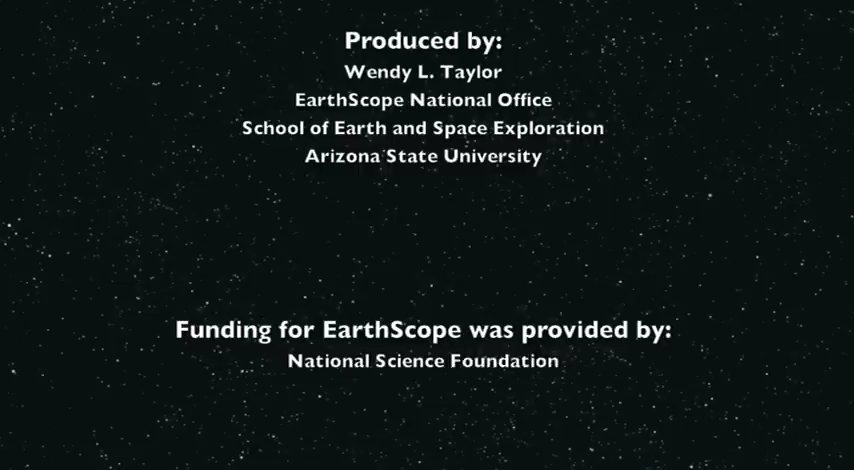 Produced by:
Wendy L. Taylor
EarthScope National Office
School of Earth and Space Exploration
Arizona State University
Funding for EarthScope was provided by:
National Science Foundation